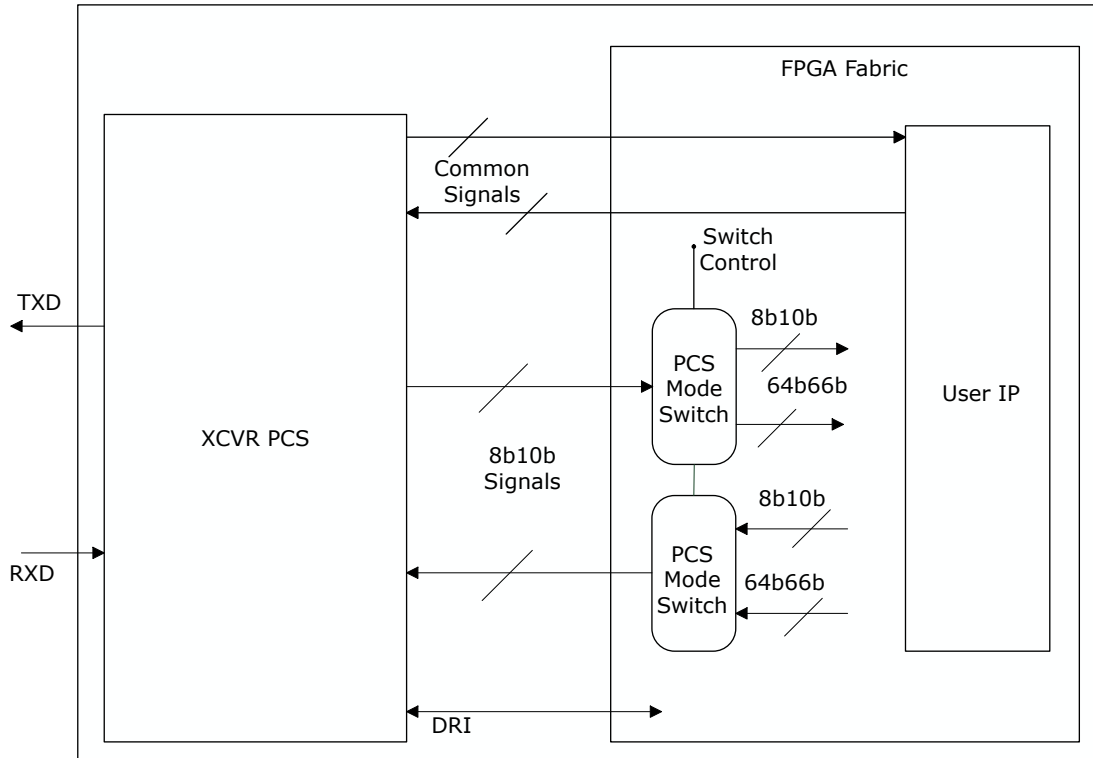 FPGA Fabric
Common
Signals
Switch
Control
TXD
8b10b
PCS
Mode
Switch
64b66b
User IP
XCVR PCS
8b10b
Signals
8b10b
PCS
Mode
Switch
64b66b
RXD
DRI